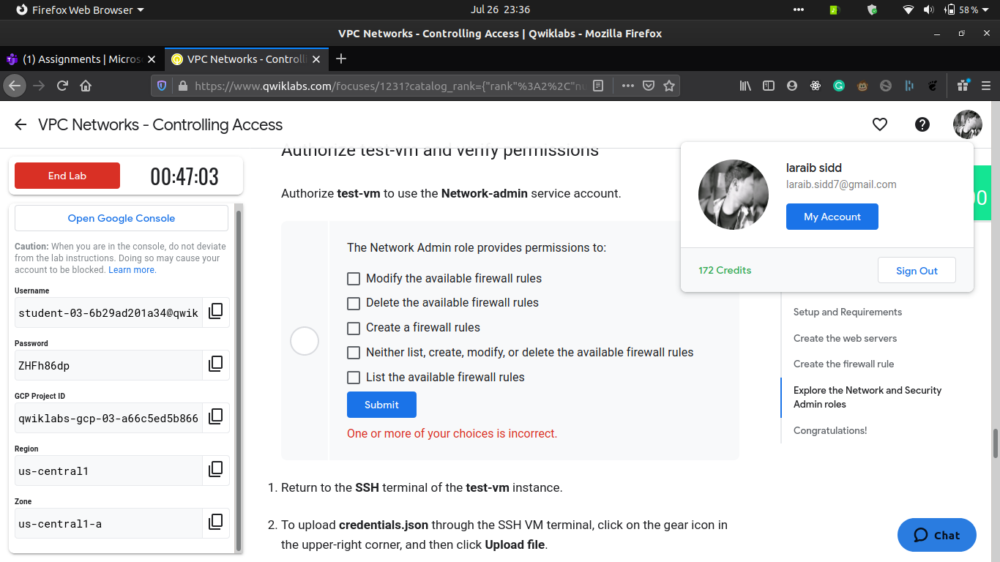 Firefox Web Browser
Jul 26 23:36
58 %
VPC Networks - Controlling Access | Qwiklabs - Mozilla Firefox
(1) Assignments | Micros
VPC Networks - Controlli
https://www.qwiklabs.com/focuses/1231?catalog_rank={"rank"%3A2%2C"nu
VPC Networks - Controlling Access
End Lab
00:47:03
Open Google Console
Caution: When you are in the console, do not deviate
from the lab instructions. Doing so may cause your
account to be blocked. Learn more.
Username
student-03-6b29ad201a34@qwik
Password
ZHFh86dp
GCP Project ID
qwiklabs-gcp-03-a66c5ed5b866
Region
us-central1
Zone
us-central1-a
Authorize test-vm and verify permissions
Authorize test-vm to use the Network-admin service account.
The Network Admin role provides permissions to:
Modify the available firewall rules
Delete the available firewall rules
Create a firewall rules
Neither list, create, modify, or delete the available firewall rules
List the available firewall rules
Submit
One or more of your choices is incorrect.
1. Return to the SSH terminal of the test-vm instance.
2. To upload credentials.json through the SSH VM terminal, click on the gear icon in
the upper-right corner, and then click Upload file.
laraib sidd
laraib.sidd7@gmail.com
My Account
172 Credits
Sign Out
00
Setup and Requirements
Create the web servers
Create the firewall rule
Explore the Network and Security
Admin roles
Congratulations!
Chat